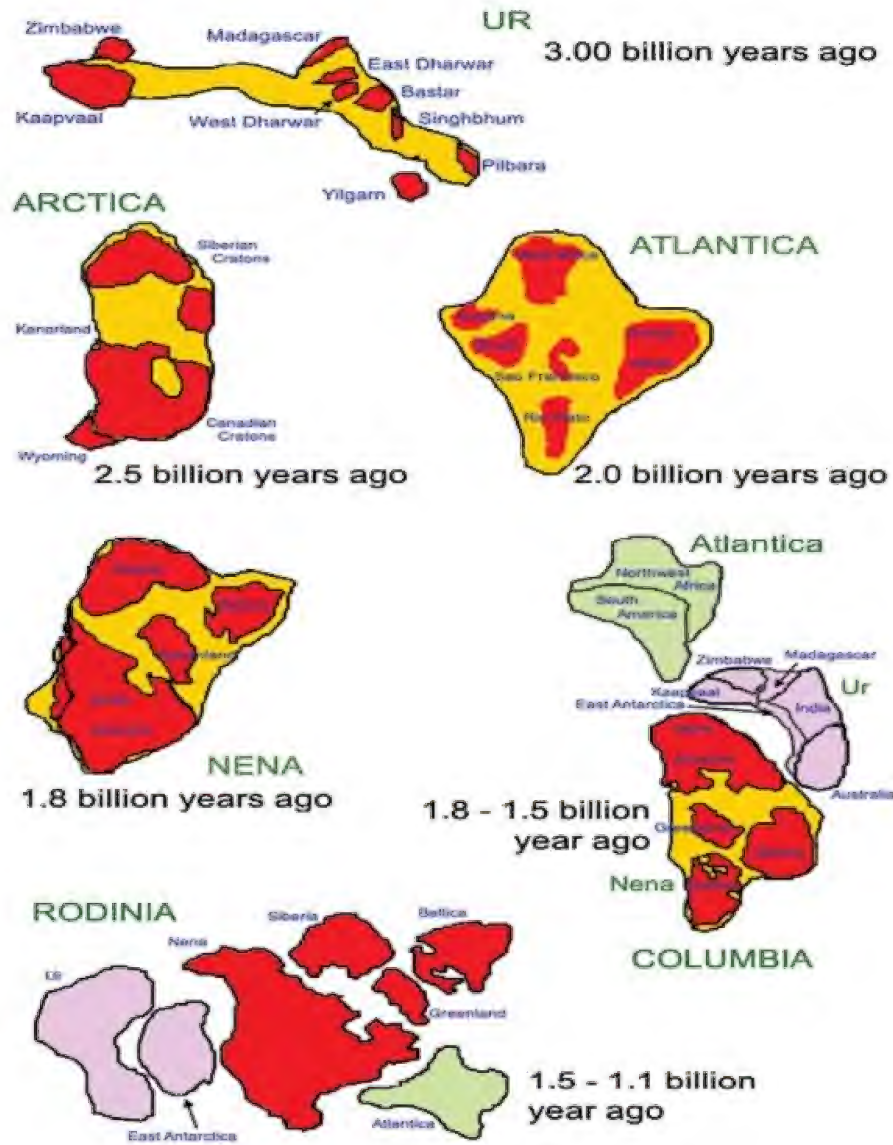 UR
3.00 billion years ago
Zimbabwe
Madagascar
East Dharwar
Bastar
Kaapvaal
West Dharwar
Singhbhum
Pilbara
Yilgarn
ARCTICA
Siberian
Cratons
Kenorland
Canadian
Cratons
Wyoming
2.5 billion years ago
ATLANTICA
Sao Francisco
2.0 billion years ago
NENA
1.8 billion years ago
Atlantica
Northwest
Africa
South
America
Zimbabwe
Madagascar
Kaapvaal
Ur
East Antarctica
India
Australia
1.8 - 1.5 billion
year ago
Nena
COLUMBIA
RODINIA
Siberia
Baltica
Nena
Greenland
Atlantica
East Antarctica
1.5 - 1.1 billion
year ago